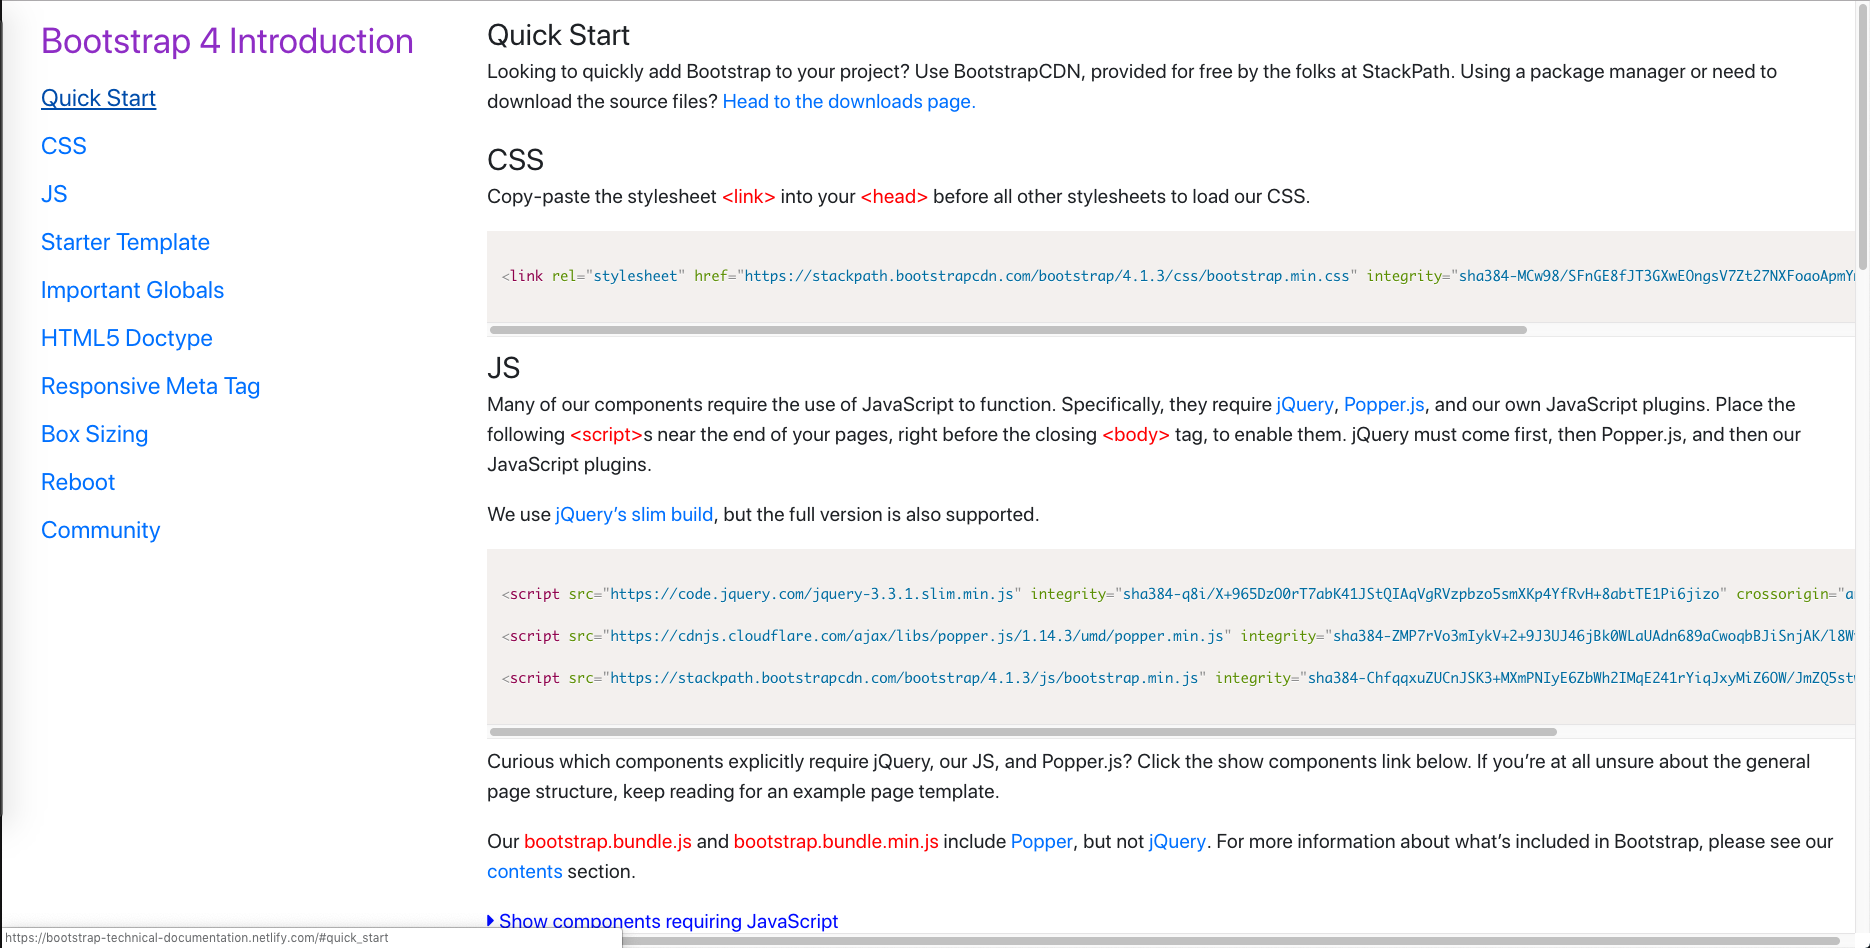 Bootstrap 4 Introduction
Quick Start
CSS
JS
Starter Template
Important Globals
HTML5 Doctype
Responsive Meta Tag
Box Sizing
Reboot
Community
Quick Start
Looking to quickly add Bootstrap to your project? Use BootstrapCDN, provided for free by the folks at StackPath. Using a package manager or need to
download the source files? Head to the downloads page.
CSS
Copy-paste the stylesheet <link> into your <head> before all other stylesheets to load our CSS.
<link rel="stylesheet" href="https://stackpath.bootstrapcdn.com/bootstrap/4.1.3/css/bootstrap.min.css" integrity="sha384-MCw98/SFnGE8fJT3GXwEOngsV7Zt27NXFoaoApmY
JS
Many of our components require the use of JavaScript to function. Specifically, they require jQuery, Popper.js, and our own JavaScript plugins. Place the
following <script>s near the end of your pages, right before the closing <body> tag, to enable them. jQuery must come first, then Popper.js, and then our
JavaScript plugins.
We use jQuery’s slim build, but the full version is also supported.
<script src="https://code.jquery.com/jquery-3.3.1.slim.min.js" integrity="sha384-q8i/X+965DzO0rT7abK41JStQIAqVgRVzpbzo5smXKp4YfRvH+8abtTE1Pi6jizo" crossorigin="a
<script src="https://cdnjs.cloudflare.com/ajax/libs/popper.js/1.14.3/umd/popper.min.js" integrity="sha384-ZMP7rVo3mIykV+2+9J3UJ46jBk0WLaUAdn689aCwoqbBJiSnjAK/l8W
<script src="https://stackpath.bootstrapcdn.com/bootstrap/4.1.3/js/bootstrap.min.js" integrity="sha384-ChfqqxuZUCnJSK3+MXmPNIyE6ZbWh2IMqE241rYiqJxyMiZ6OW/JmZQ5st
Curious which components explicitly require jQuery, our JS, and Popper.js? Click the show components link below. If you’re at all unsure about the general
page structure, keep reading for an example page template.
Our bootstrap.bundle.js and bootstrap.bundle.min.js include Popper, but not jQuery. For more information about what’s included in Bootstrap, please see our
contents section.
Show components requiring JavaScript
https://bootstrap-technical-documentation.netlify.com/#quick_start